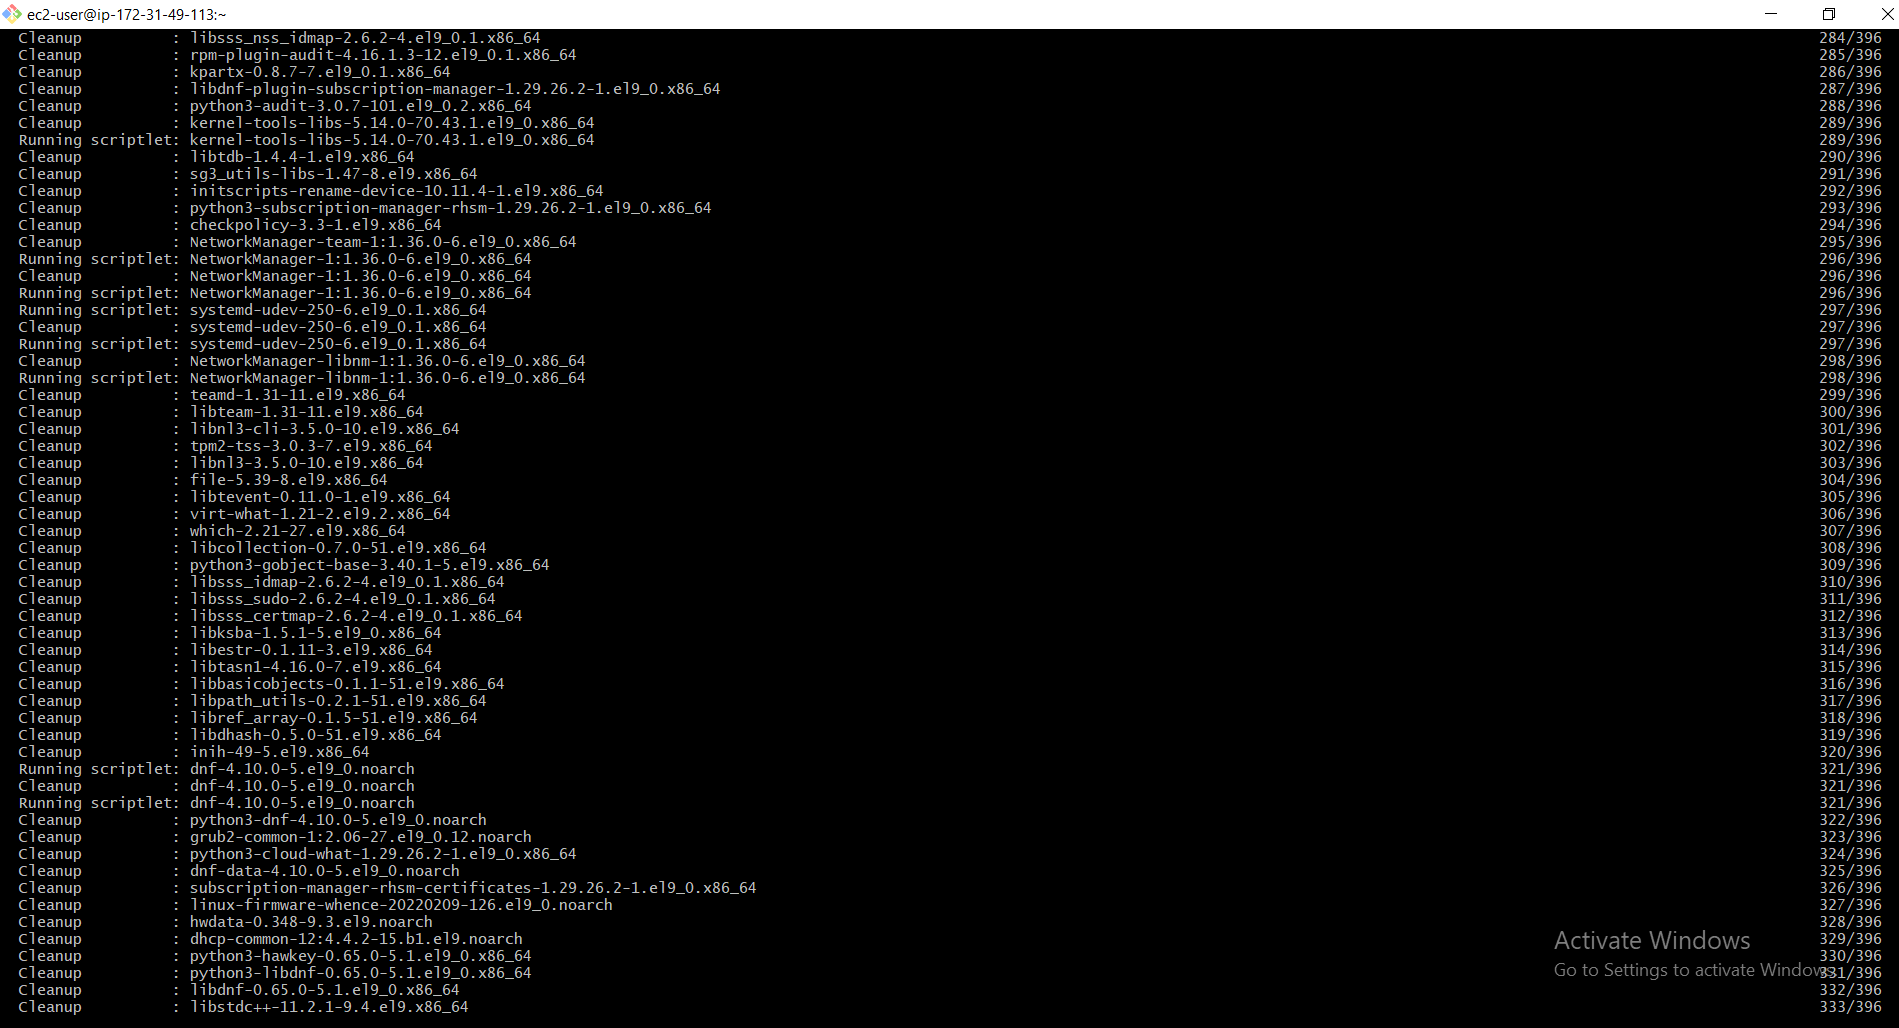 ec2-user@ip-172-31-49-113:~
Cleanup : libsss_nss_idmap-2.6.2-4.el9_0.1.x86_64 284/396
Cleanup : rpm-plugin-audit-4.16.1.3-12.el9_0.1.x86_64 285/396
Cleanup : kpartx-0.8.7-7.el9_0.1.x86_64 286/396
Cleanup : libdnf-plugin-subscription-manager-1.29.26.2-1.el9_0.x86_64 287/396
Cleanup : python3-audit-3.0.7-101.el9_0.2.x86_64 288/396
Cleanup : kernel-tools-libs-5.14.0-70.43.1.el9_0.x86_64 289/396
Running scriptlet: kernel-tools-libs-5.14.0-70.43.1.el9_0.x86_64 289/396
Cleanup : libtdb-1.4.4-1.el9.x86_64 290/396
Cleanup : sg3_utils-libs-1.47-8.el9.x86_64 291/396
Cleanup : initscripts-rename-device-10.11.4-1.el9.x86_64 292/396
Cleanup : python3-subscription-manager-rhsm-1.29.26.2-1.el9_0.x86_64 293/396
Cleanup : checkpolicy-3.3-1.el9.x86_64 294/396
Cleanup : NetworkManager-team-1:1.36.0-6.el9_0.x86_64 295/396
Running scriptlet: NetworkManager-1:1.36.0-6.el9_0.x86_64 296/396
Cleanup : NetworkManager-1:1.36.0-6.el9_0.x86_64 296/396
Running scriptlet: NetworkManager-1:1.36.0-6.el9_0.x86_64 296/396
Running scriptlet: systemd-udev-250-6.el9_0.1.x86_64 297/396
Cleanup : systemd-udev-250-6.el9_0.1.x86_64 297/396
Running scriptlet: systemd-udev-250-6.el9_0.1.x86_64 297/396
Cleanup : NetworkManager-libnm-1:1.36.0-6.el9_0.x86_64 298/396
Running scriptlet: NetworkManager-libnm-1:1.36.0-6.el9_0.x86_64 298/396
Cleanup : teamd-1.31-11.el9.x86_64 299/396
Cleanup : libteam-1.31-11.el9.x86_64 300/396
Cleanup : libnl3-cli-3.5.0-10.el9.x86_64 301/396
Cleanup : tpm2-tss-3.0.3-7.el9.x86_64 302/396
Cleanup : libnl3-3.5.0-10.el9.x86_64 303/396
Cleanup : file-5.39-8.el9.x86_64 304/396
Cleanup : libtevent-0.11.0-1.el9.x86_64 305/396
Cleanup : virt-what-1.21-2.el9.2.x86_64 306/396
Cleanup : which-2.21-27.el9.x86_64 307/396
Cleanup : libcollection-0.7.0-51.el9.x86_64 308/396
Cleanup : python3-gobject-base-3.40.1-5.el9.x86_64 309/396
Cleanup : libsss_idmap-2.6.2-4.el9_0.1.x86_64 310/396
Cleanup : libsss_sudo-2.6.2-4.el9_0.1.x86_64 311/396
Cleanup : libsss_certmap-2.6.2-4.el9_0.1.x86_64 312/396
Cleanup : libksba-1.5.1-5.el9_0.x86_64 313/396
Cleanup : libestr-0.1.11-3.el9.x86_64 314/396
Cleanup : libtasn1-4.16.0-7.el9.x86_64 315/396
Cleanup : libbasicobjects-0.1.1-51.el9.x86_64 316/396
Cleanup : libpath_utils-0.2.1-51.el9.x86_64 317/396
Cleanup : libref_array-0.1.5-51.el9.x86_64 318/396
Cleanup : libdhash-0.5.0-51.el9.x86_64 319/396
Cleanup : inih-49-5.el9.x86_64 320/396
Running scriptlet: dnf-4.10.0-5.el9_0.noarch 321/396
Cleanup : dnf-4.10.0-5.el9_0.noarch 321/396
Running scriptlet: dnf-4.10.0-5.el9_0.noarch 321/396
Cleanup : python3-dnf-4.10.0-5.el9_0.noarch 322/396
Cleanup : grub2-common-1:2.06-27.el9_0.12.noarch 323/396
Cleanup : python3-cloud-what-1.29.26.2-1.el9_0.x86_64 324/396
Cleanup : dnf-data-4.10.0-5.el9_0.noarch 325/396
Cleanup : subscription-manager-rhsm-certificates-1.29.26.2-1.el9_0.x86_64 326/396
Cleanup : linux-firmware-whence-20220209-126.el9_0.noarch 327/396
Cleanup : hwdata-0.348-9.3.el9.noarch 328/396
Cleanup : dhcp-common-12:4.4.2-15.b1.el9.noarch 329/396
Cleanup : python3-hawkey-0.65.0-5.1.el9_0.x86_64 330/396
Cleanup : python3-libdnf-0.65.0-5.1.el9_0.x86_64 331/396
Cleanup : libdnf-0.65.0-5.1.el9_0.x86_64 332/396
Cleanup : libstdc++-11.2.1-9.4.el9.x86_64 333/396
Activate Windows
Go to Settings to activate Windows.